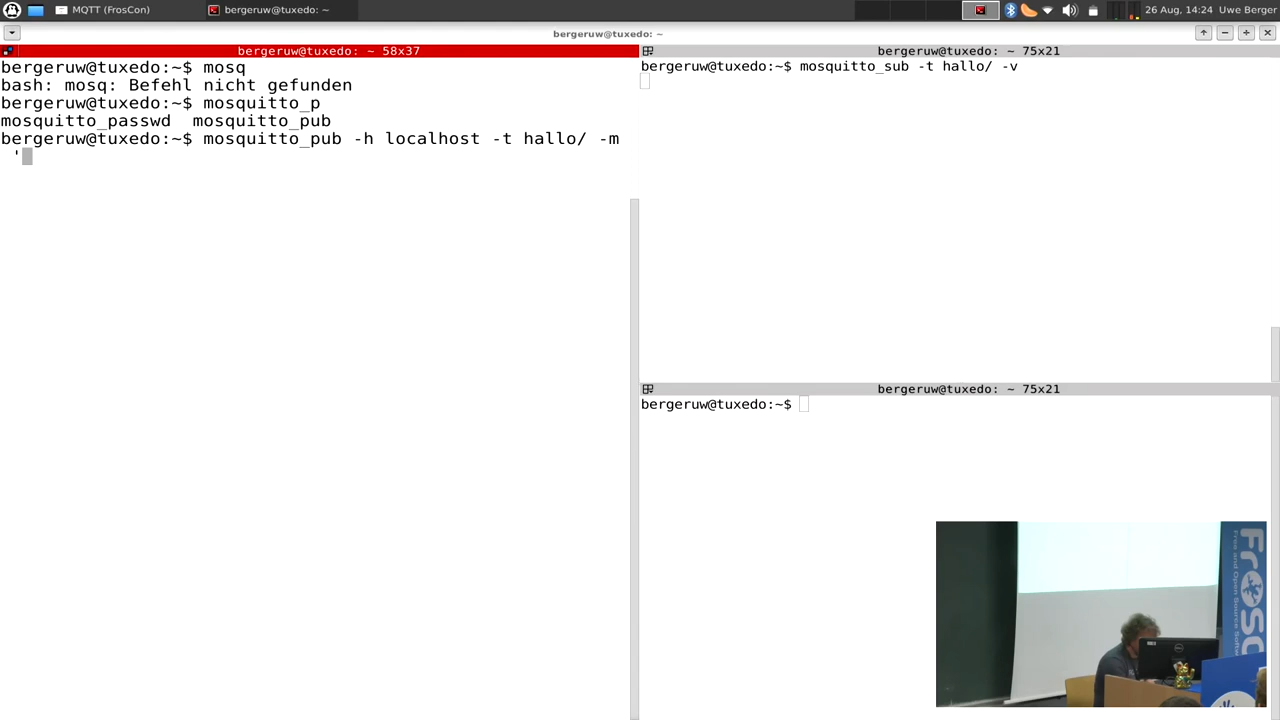 MQTT (FrosCon)
bergeruw@tuxedo: ~
26 Aug, 14:24
Uwe Berger
bergeruw@tuxedo: ~
bergeruw@tuxedo: ~ 58x37
bergeruw@tuxedo:~$ mosq
bash: mosq: Befehl nicht gefunden
bergeruw@tuxedo:~$ mosquitto_p
mosquitto_passwd  mosquitto_pub
bergeruw@tuxedo:~$ mosquitto_pub -h localhost -t hallo/ -m
'
bergeruw@tuxedo: ~ 75x21
bergeruw@tuxedo:~$ mosquitto_sub -t hallo/ -v
bergeruw@tuxedo: ~ 75x21
bergeruw@tuxedo:~$